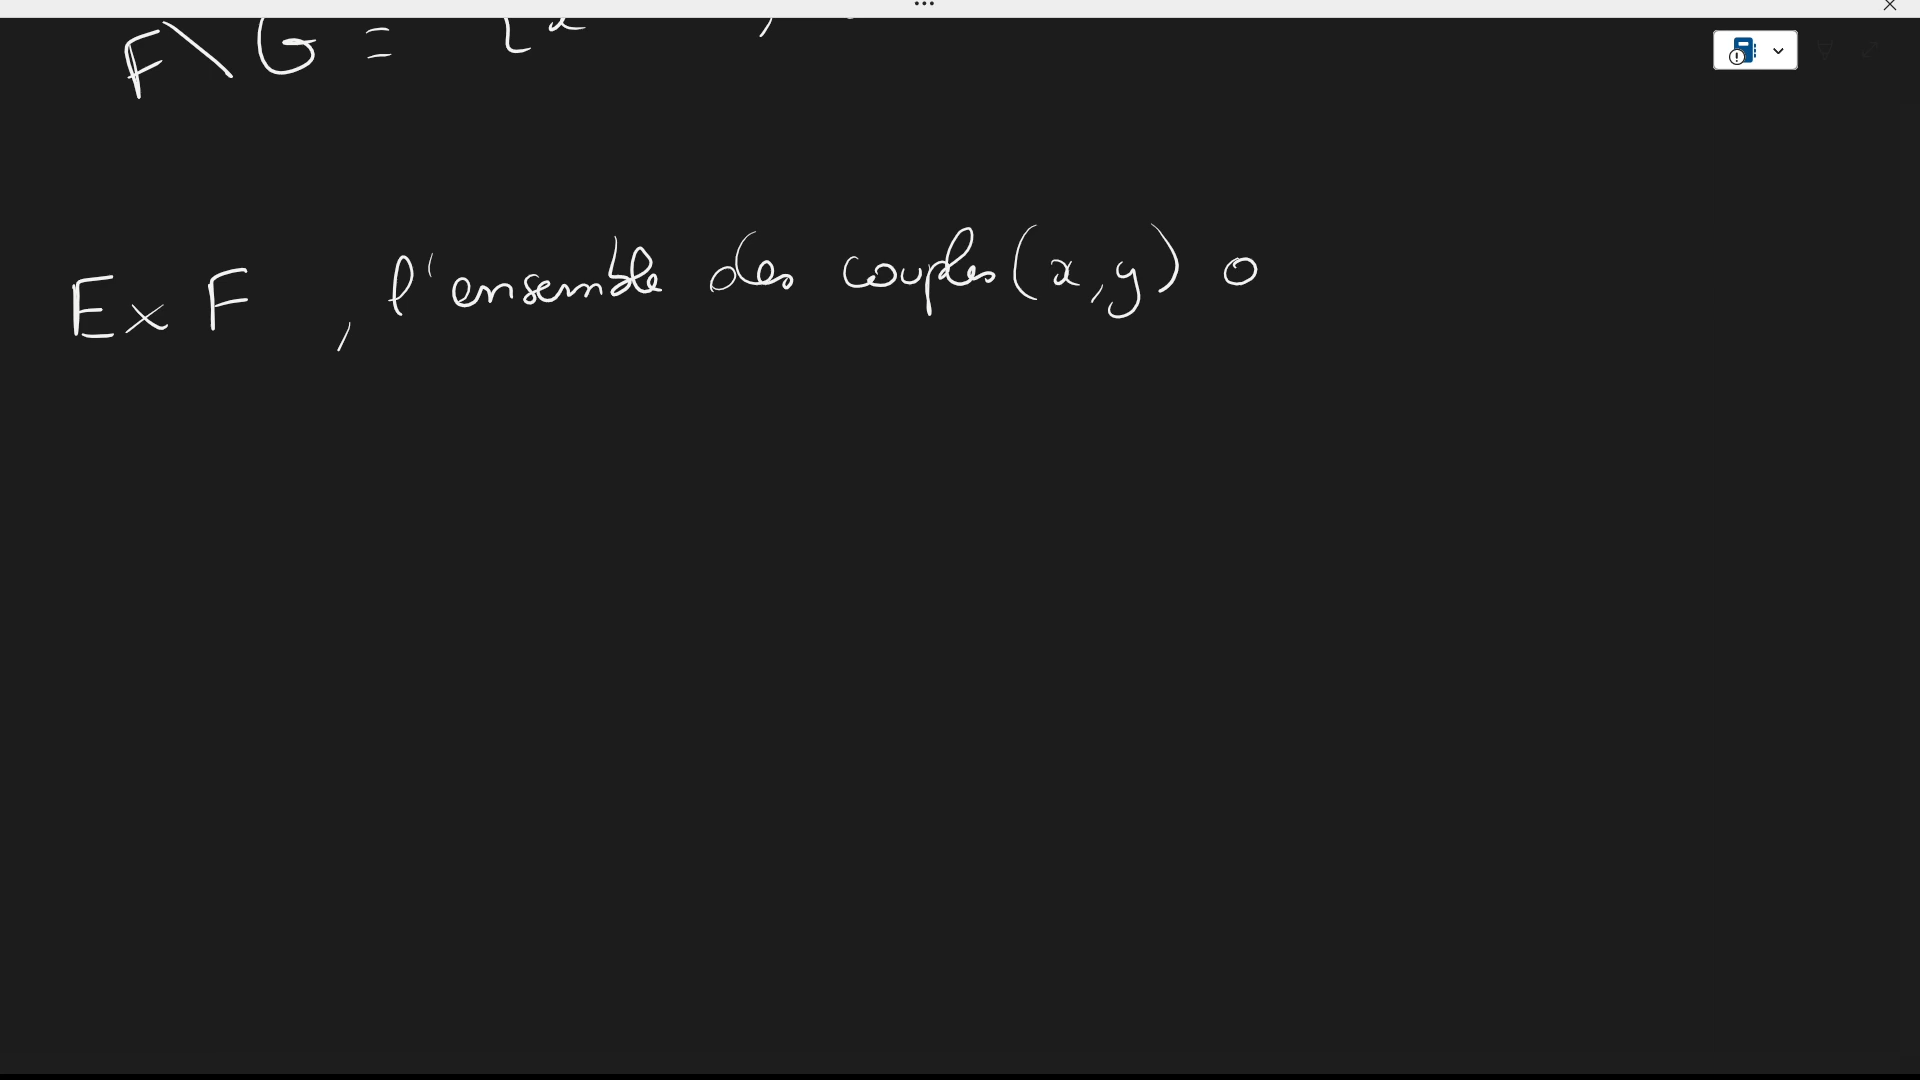 F\G =
E x F , l'ensemble des couples (x,y) o